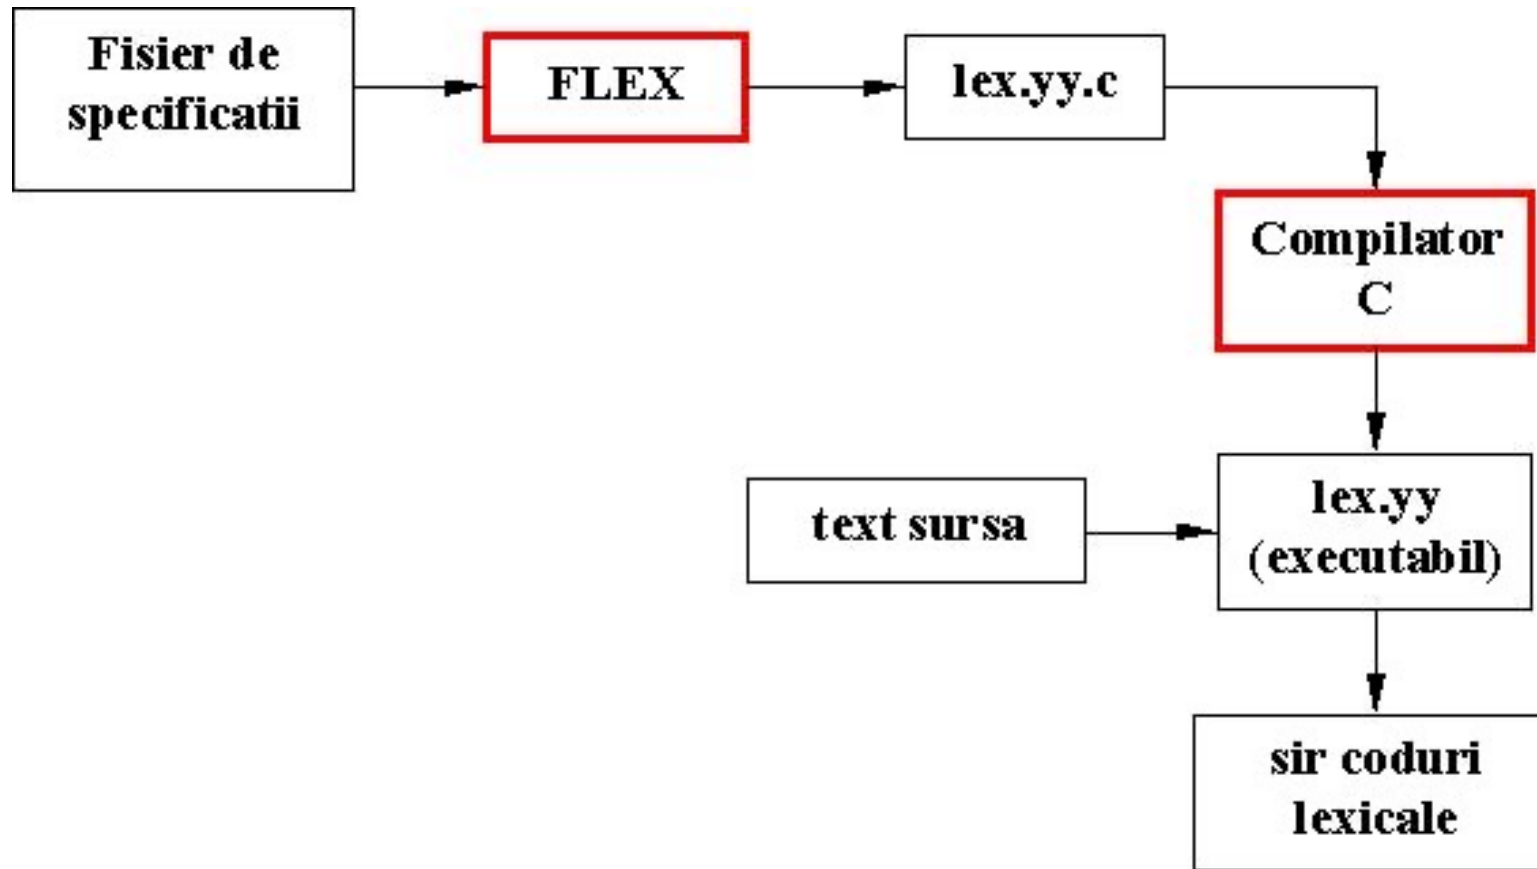 Fisier de
specificatii
FLEX
lex.yy.c
Compilator
C
text sursa
lex.yy
(executabil)
sir coduri
lexicale